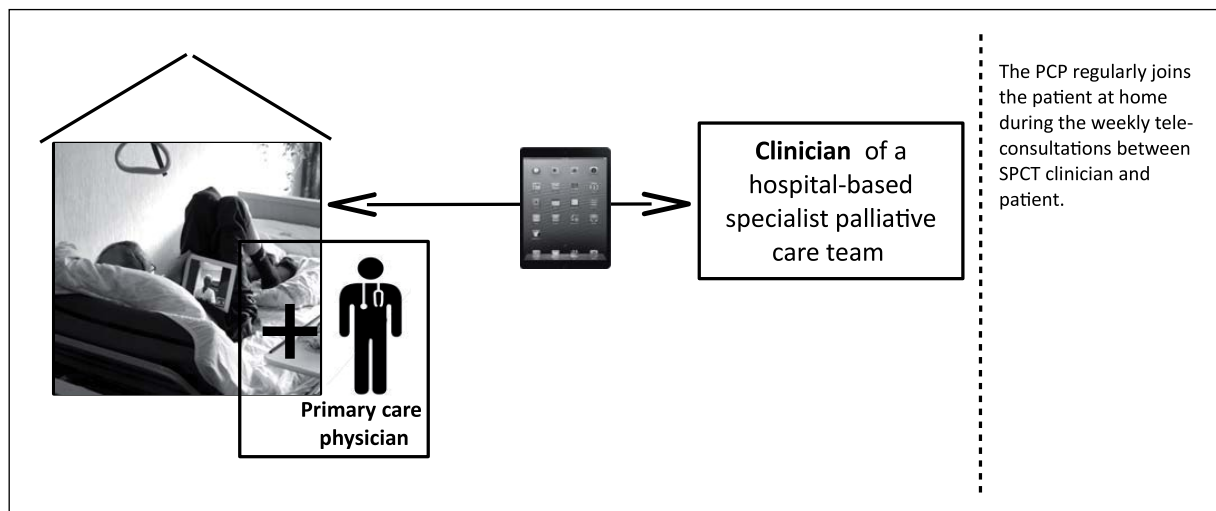 Clinician of a
hospital-based
specialist palliative
care team
Primary care
physician
The PCP regularly joins
the patient at home
during the weekly tele-
consultations between
SPCT clinician and
patient.